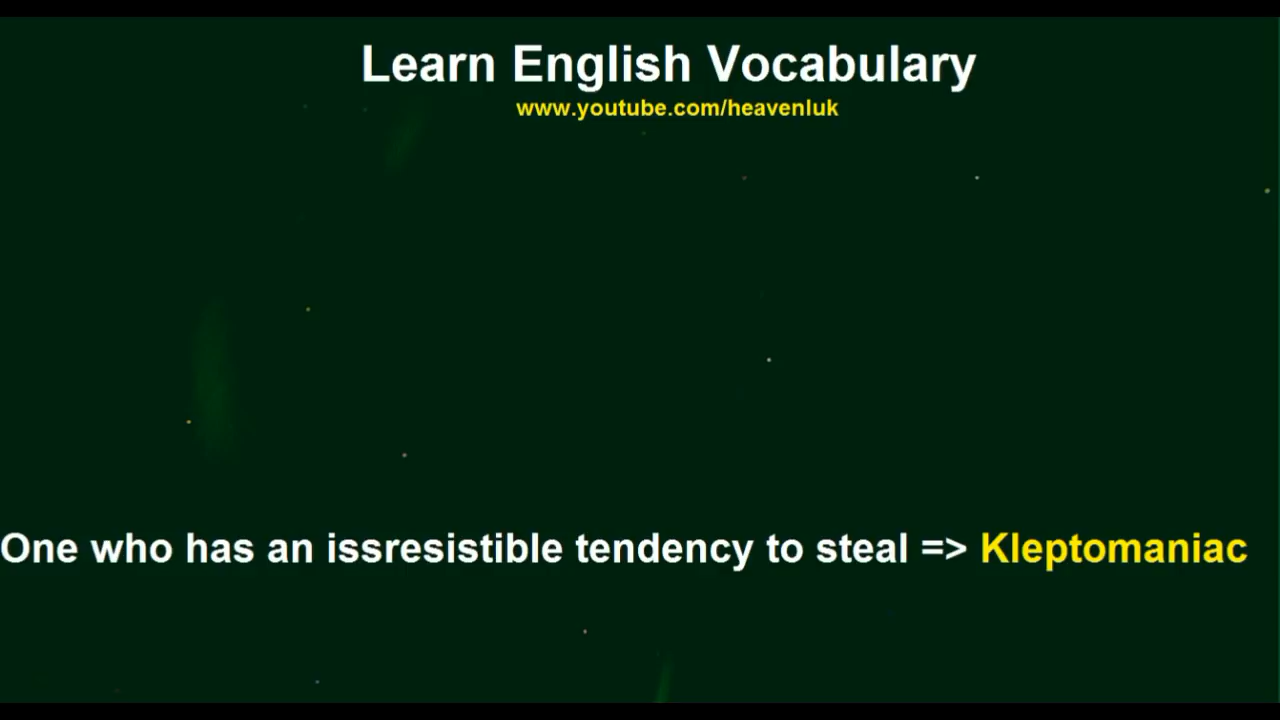 Learn English Vocabulary
www.youtube.com/heavenluk
One who has an issresistible tendency to steal => Kleptomaniac